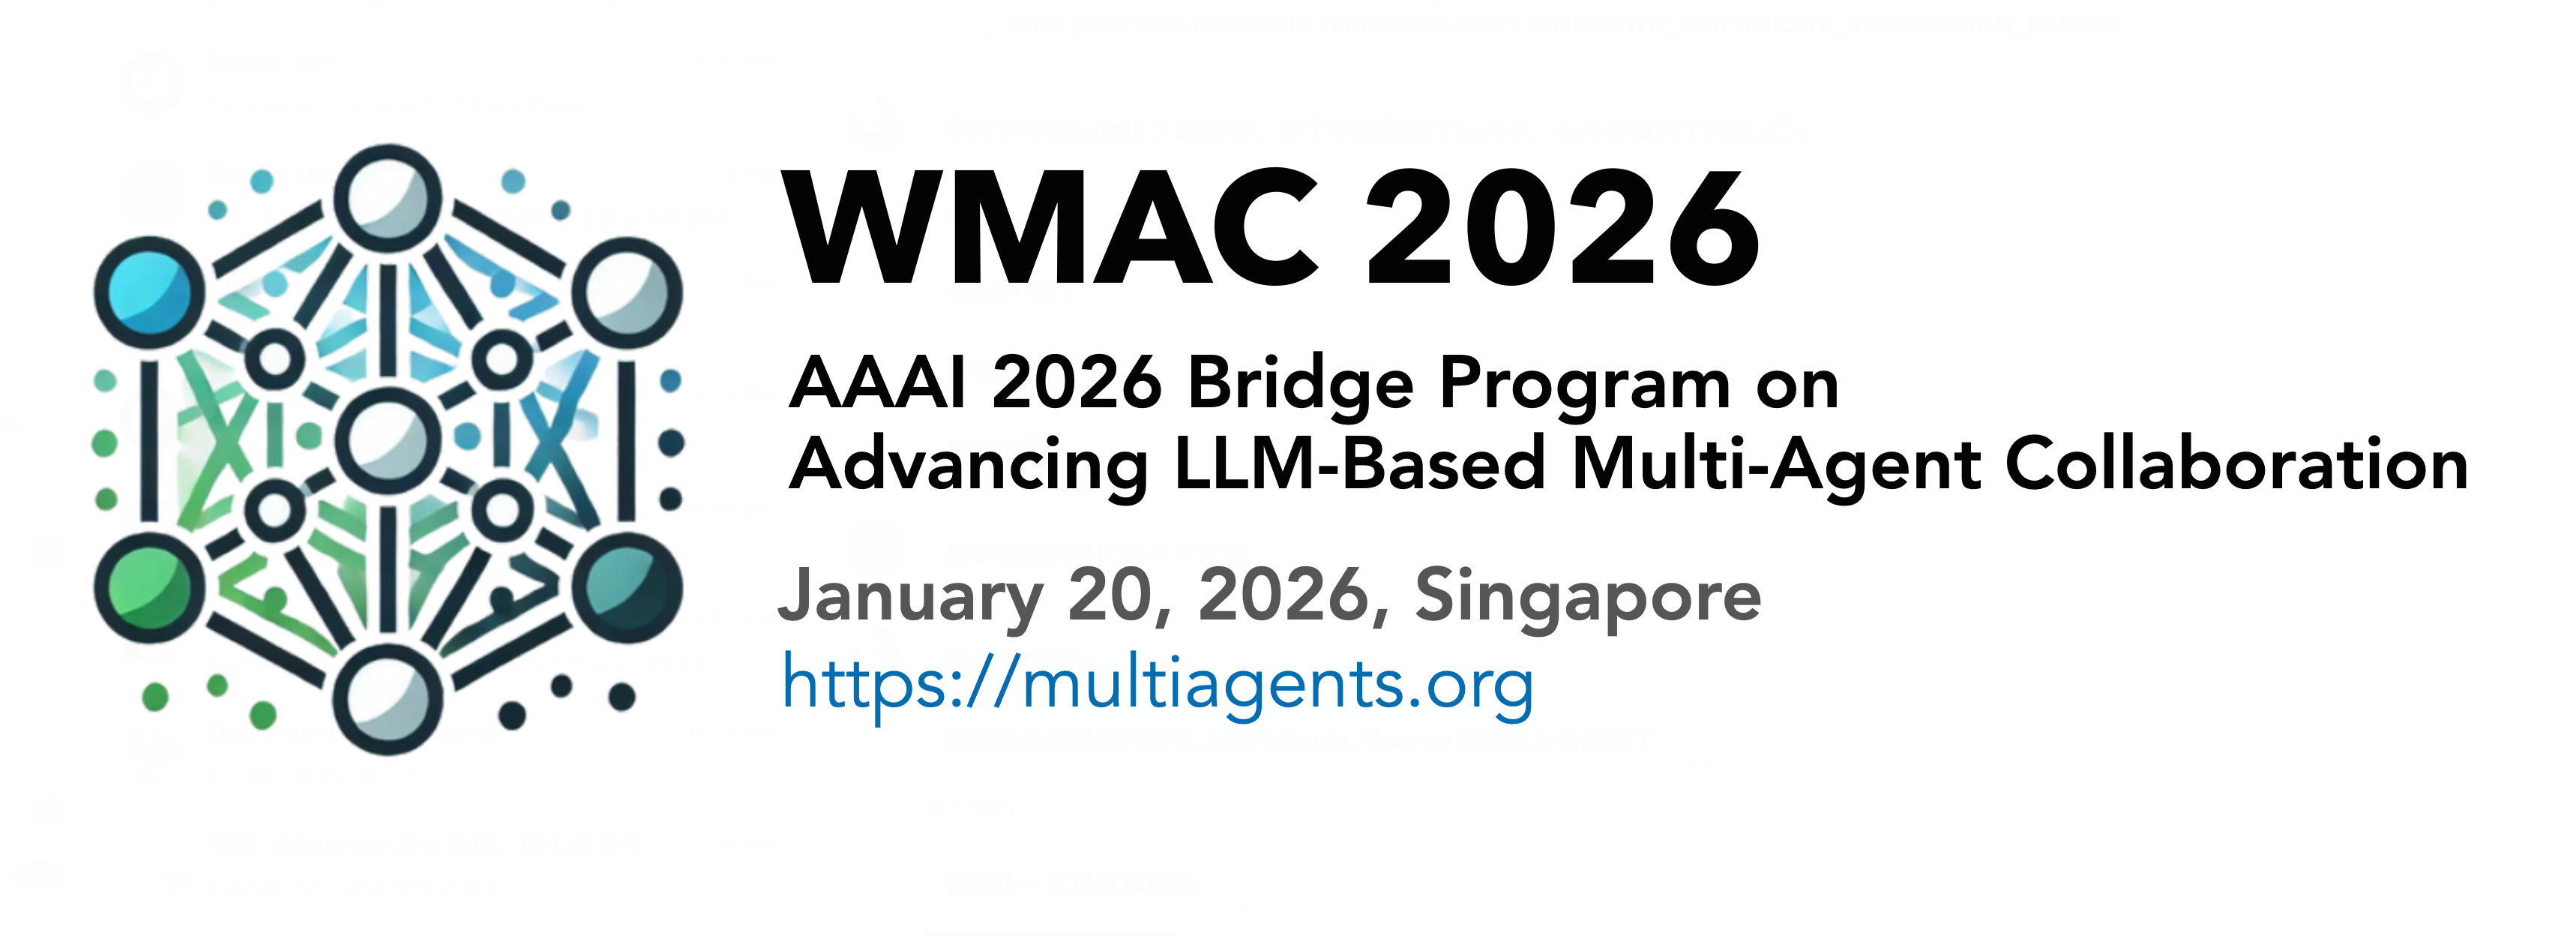 WMAC 2026
AAAI 2026 Bridge Program on
Advancing LLM-Based Multi-Agent Collaboration
January 20, 2026, Singapore
https://multiagents.org